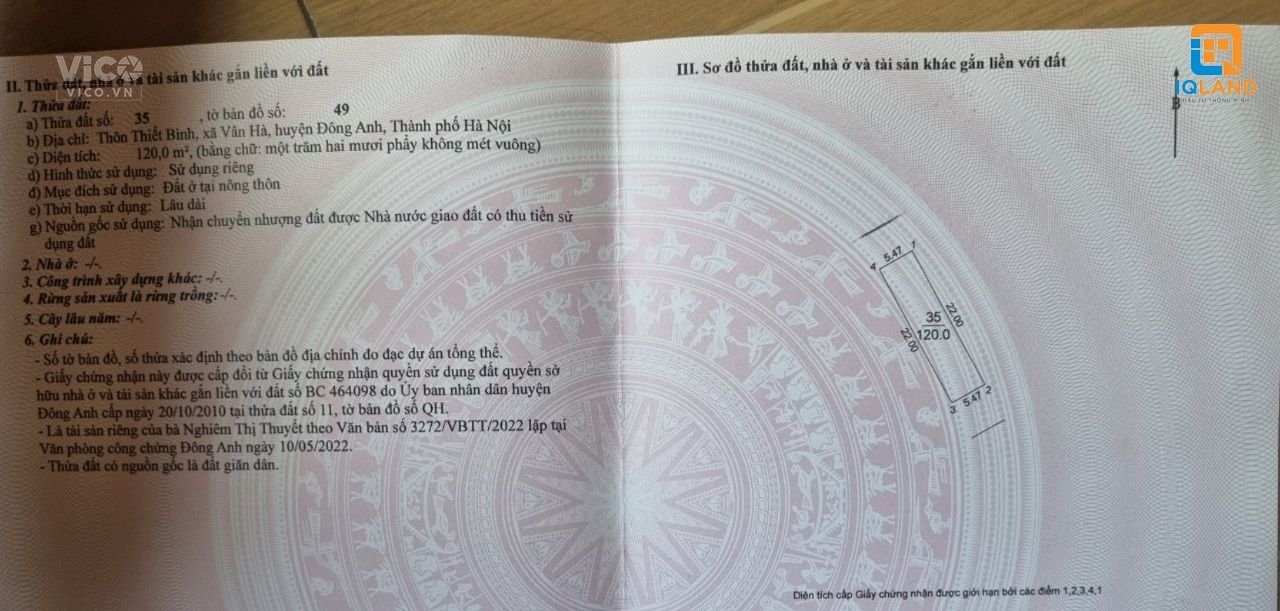 VICO
VICO.VN
IQLAND
ĐẦU TƯ THÔNG MINH
II. Thửa đất, nhà ở và tài sản khác gắn liền với đất
1. Thửa đất:
a) Thửa đất số: 35 , tờ bản đồ số: 49
b) Địa chỉ: Thôn Thiết Bình, xã Vân Hà, huyện Đông Anh, Thành phố Hà Nội
c) Diện tích: 120,0 m², (bằng chữ: một trăm hai mươi phẩy không mét vuông)
d) Hình thức sử dụng: Sử dụng riêng
đ) Mục đích sử dụng: Đất ở tại nông thôn
e) Thời hạn sử dụng: Lâu dài
g) Nguồn gốc sử dụng: Nhận chuyển nhượng đất được Nhà nước giao đất có thu tiền sử
dụng đất
2. Nhà ở: -/-.
3. Công trình xây dựng khác: -/-.
4. Rừng sản xuất là rừng trồng: -/-.
5. Cây lâu năm: -/-.
6. Ghi chú:
- Số tờ bản đồ, số thửa xác định theo bản đồ địa chính đo đạc dự án tổng thể.
- Giấy chứng nhận này được cấp đổi từ Giấy chứng nhận quyền sử dụng đất quyền sở
hữu nhà ở và tài sản khác gắn liền với đất số BC 464098 do Ủy ban nhân dân huyện
Đông Anh cấp ngày 20/10/2010 tại thửa đất số 11, tờ bản đồ số QH.
- Là tài sản riêng của bà Nghiêm Thị Thuyết theo Văn bản số 3272/VBTT/2022 lập tại
Văn phòng công chứng Đông Anh ngày 10/05/2022.
- Thửa đất có nguồn gốc là đất giãn dân.
III. Sơ đồ thửa đất, nhà ở và tài sản khác gắn liền với đất
B
4 5.47 1
22.00
35
120.0
22.00
3 5.47 2
Diện tích cấp Giấy chứng nhận được giới hạn bởi các điểm 1,2,3,4,1